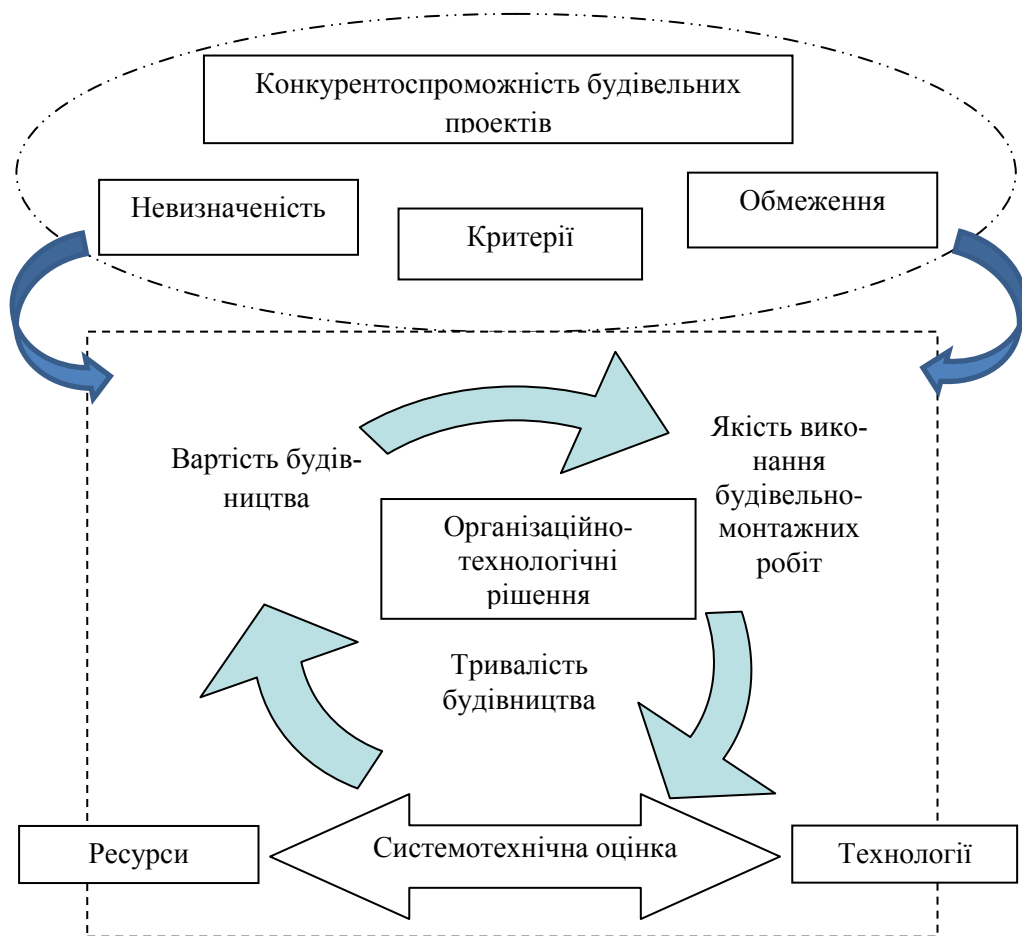 Конкурентоспроможність будівельних
проектів
Невизначеність
Критерії
Обмеження
Вартість будів-
ництва
Якість вико-
нання
будівельно-
монтажних
робіт
Організаційно-
технологічні
рішення
Тривалість
будівництва
Ресурси
Системотехнічна оцінка
Технології